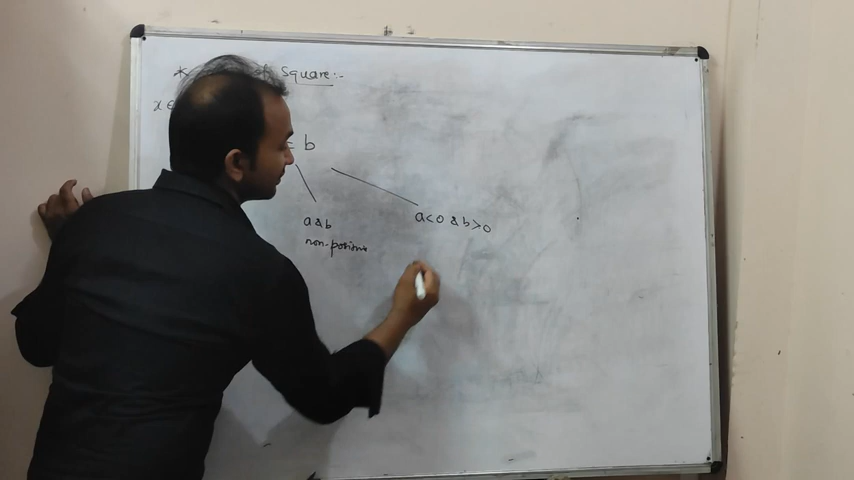 * Square:-
x ∈
≤ b
a & b a<0 & b>0
non-positive